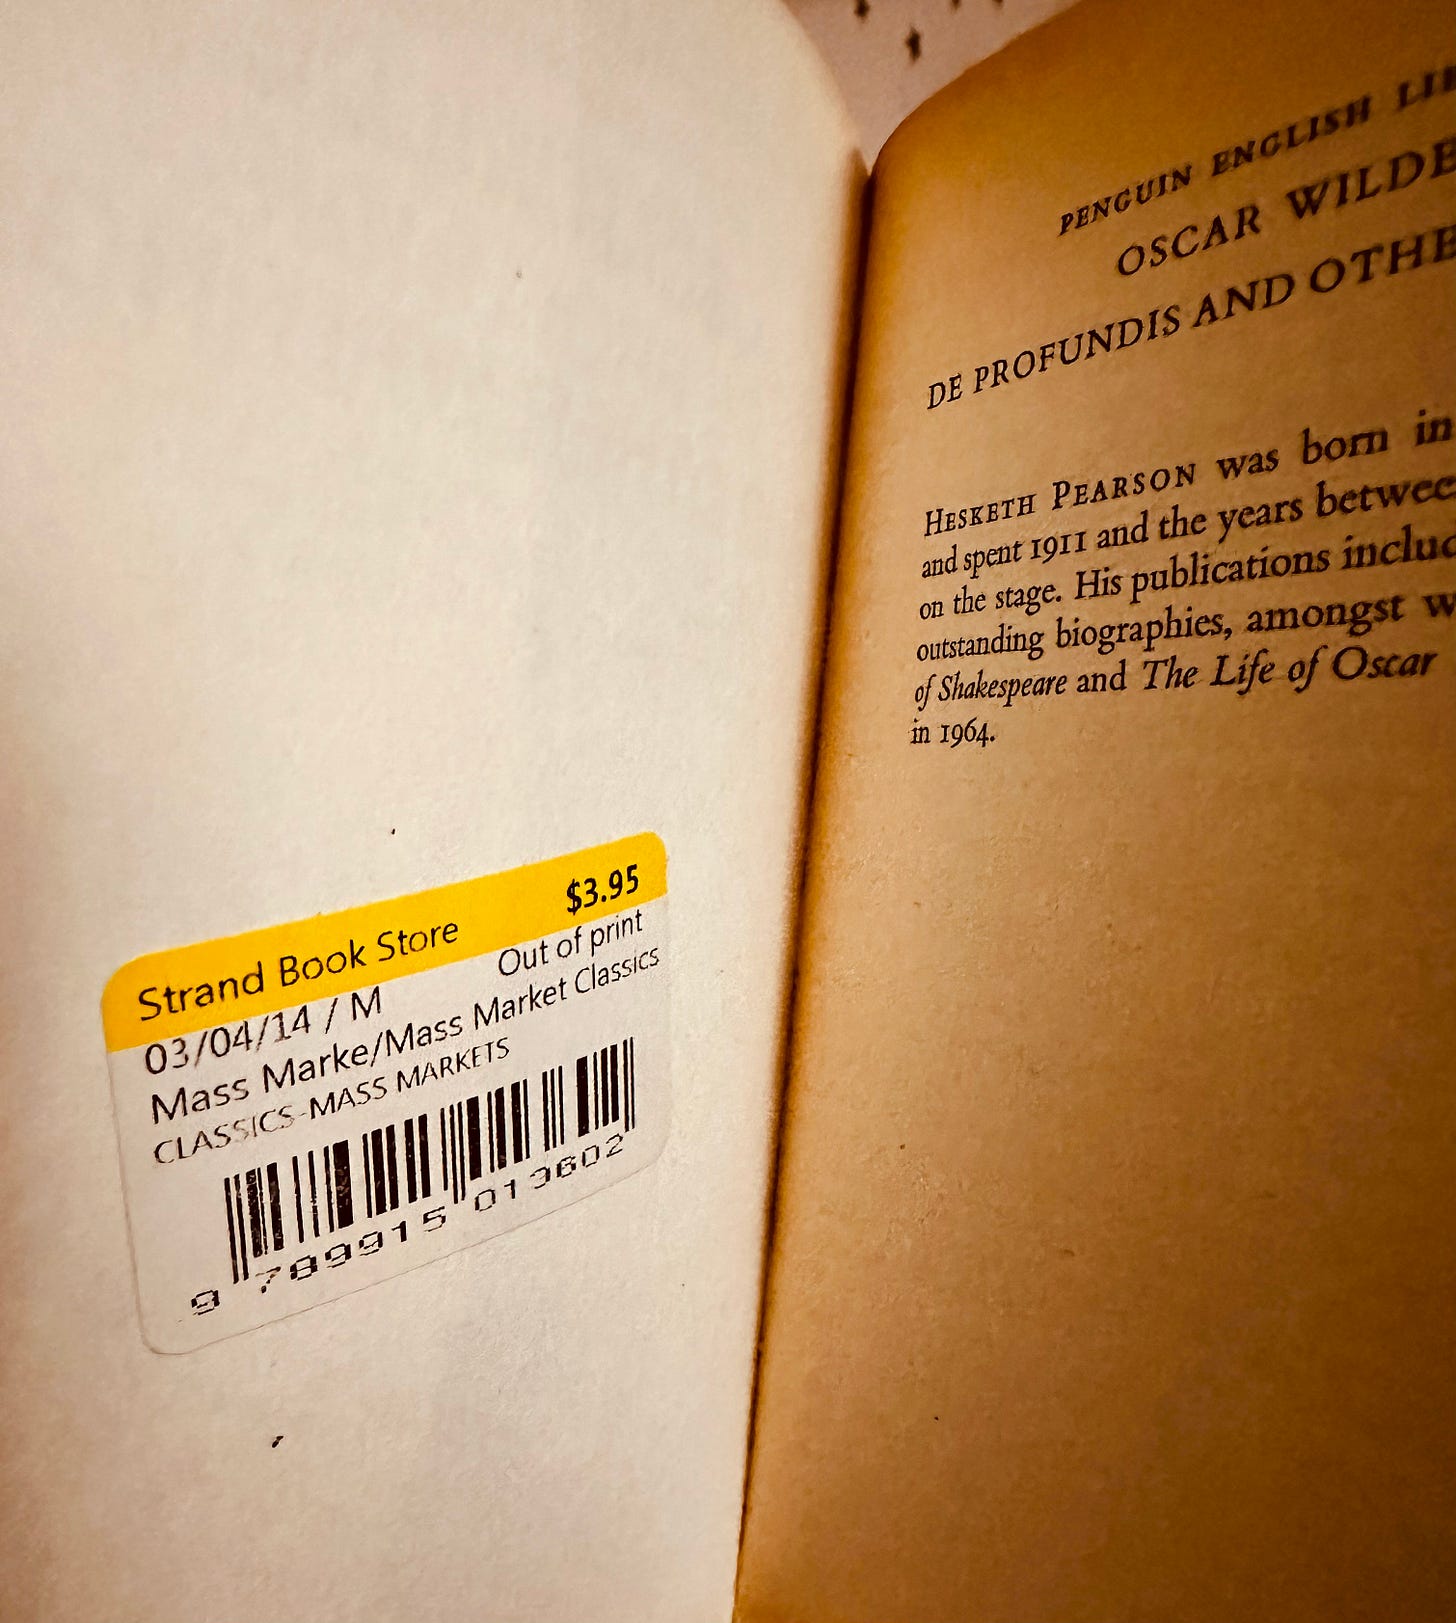 Strand Book Store $3.95
03/04/14 / M Out of print
Mass Marke/Mass Market Classics
CLASSICS-MASS MARKETS
9 789915 013602
PENGUIN ENGLISH
OSCAR WILDE
DE PROFUNDIS AND
HESKETH PEARSON was born in
and spent 1911 and the years
on the stage. His publications
outstanding biographies, amongst
of Shakespeare and The Life of Oscar
in 1964.